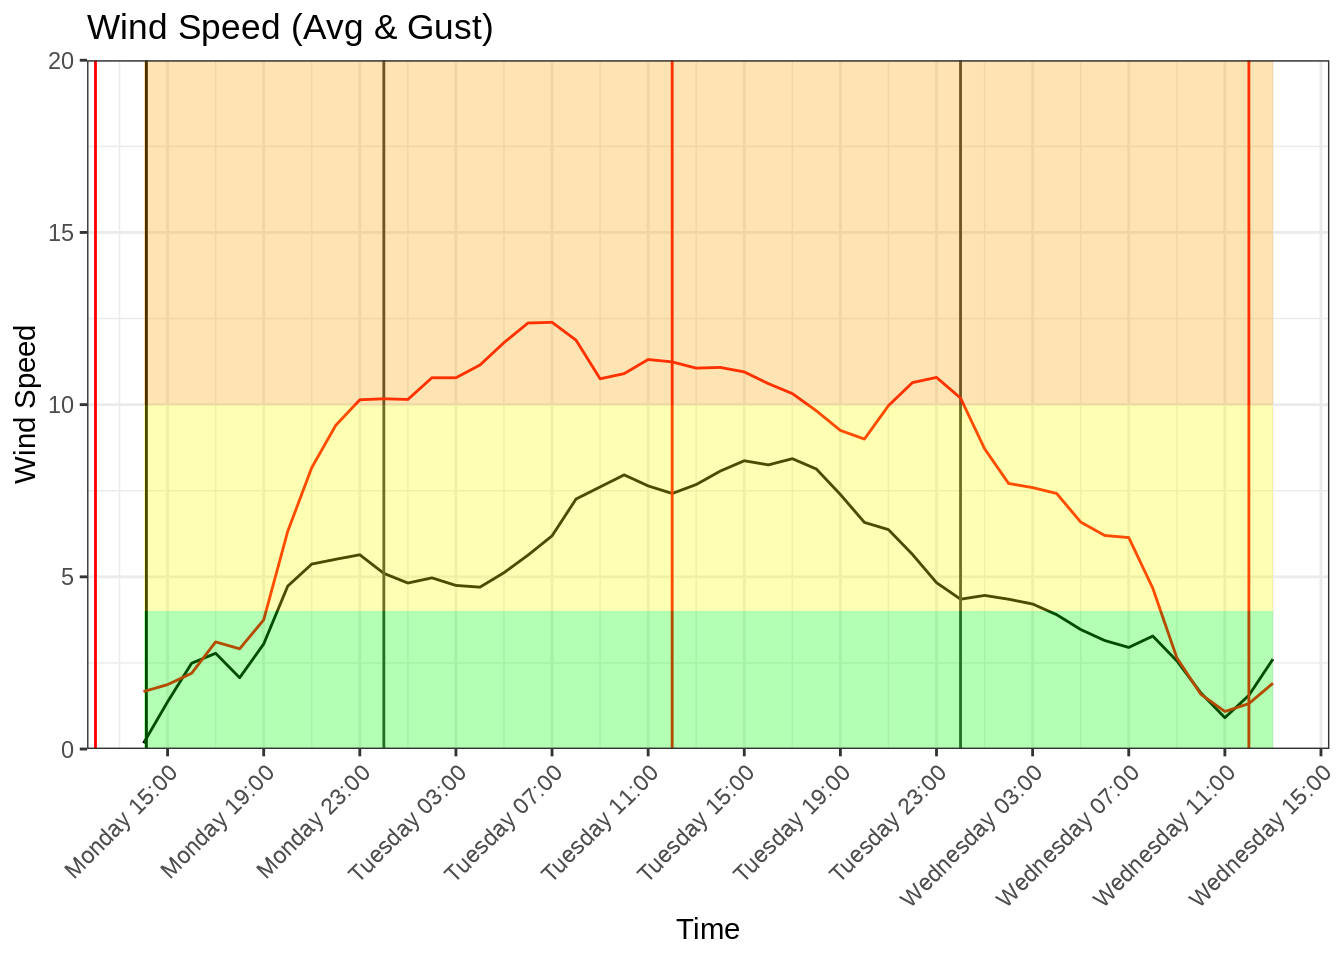 Wind Speed (Avg & Gust)
Wind Speed
20
15
10
5
0
Monday 15:00
Monday 19:00
Monday 23:00
Tuesday 03:00
Tuesday 07:00
Tuesday 11:00
Tuesday 15:00
Tuesday 19:00
Tuesday 23:00
Wednesday 03:00
Wednesday 07:00
Wednesday 11:00
Wednesday 15:00
Time